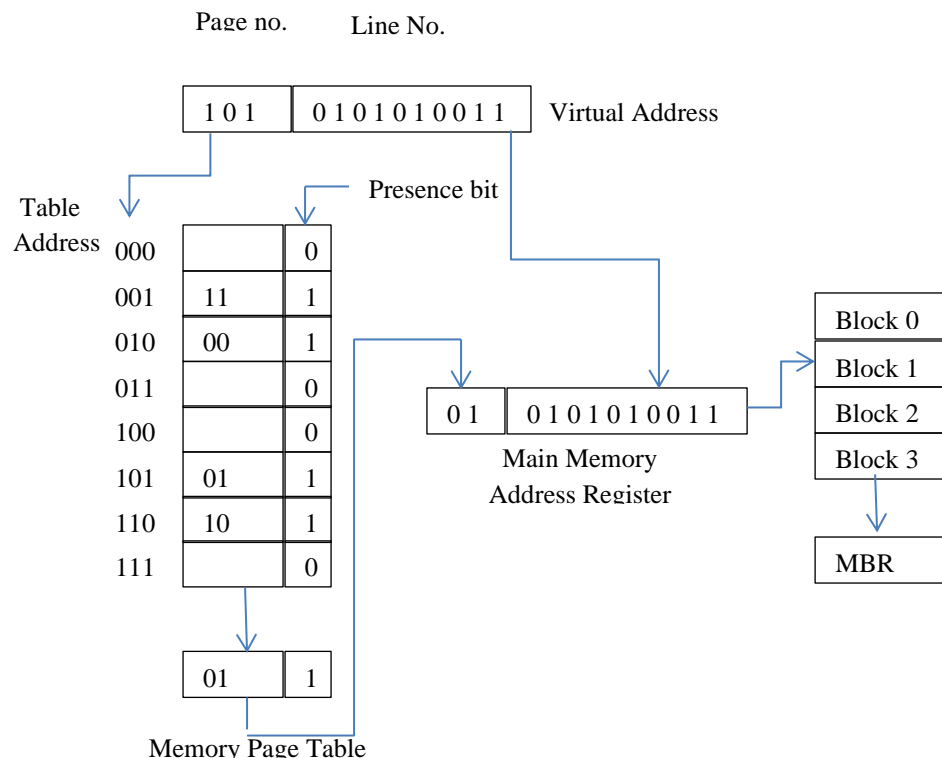 Page no. Line No.
1 0 1 0 1 0 1 0 1 0 0 1 1 Virtual Address
Presence bit
Table
Address
000 0
001 11 1
010 00 1
011 0
100 0
101 01 1
110 10 1
111 0
01 1
Memory Page Table
0 1 0 1 0 1 0 1 0 0 1 1
Main Memory
Address Register
Block 0
Block 1
Block 2
Block 3
MBR